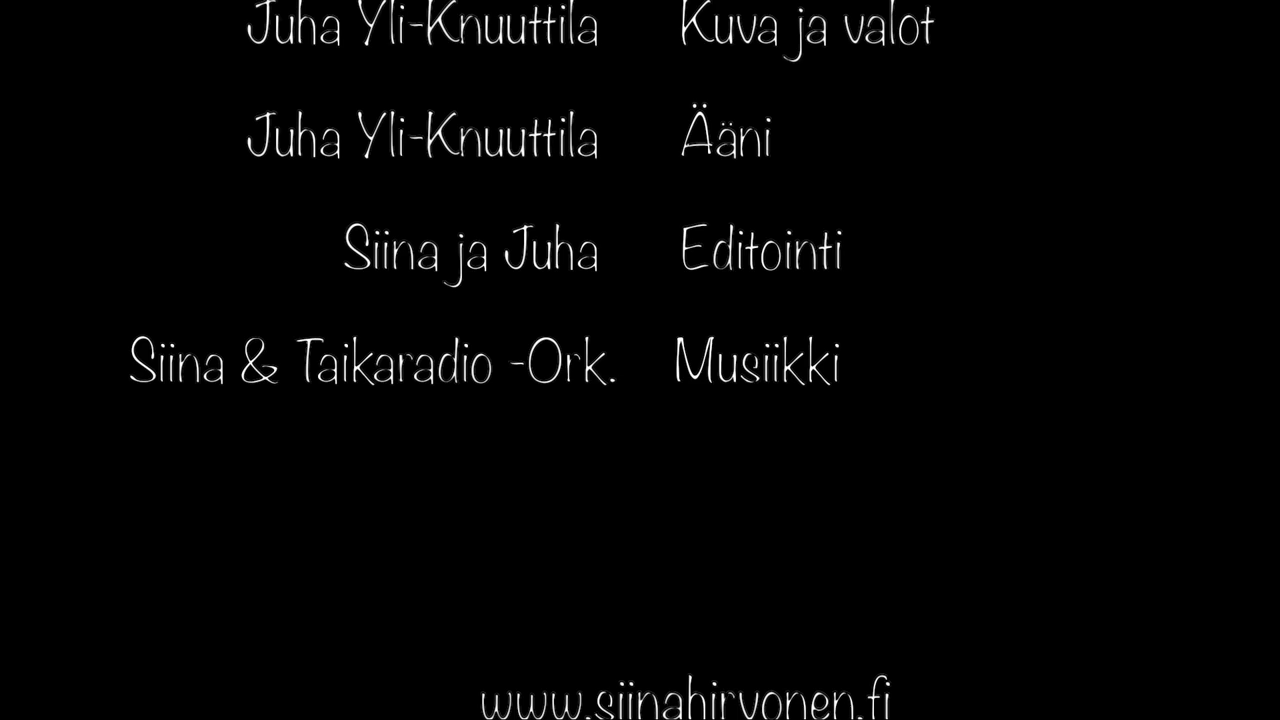 Juha Yli-Knuuttila Kuva ja valot
Juha Yli-Knuuttila Ääni
Siina ja Juha Editointi
Siina & Taikaradio -Ork. Musiikki
www.siinahirvonen.fi